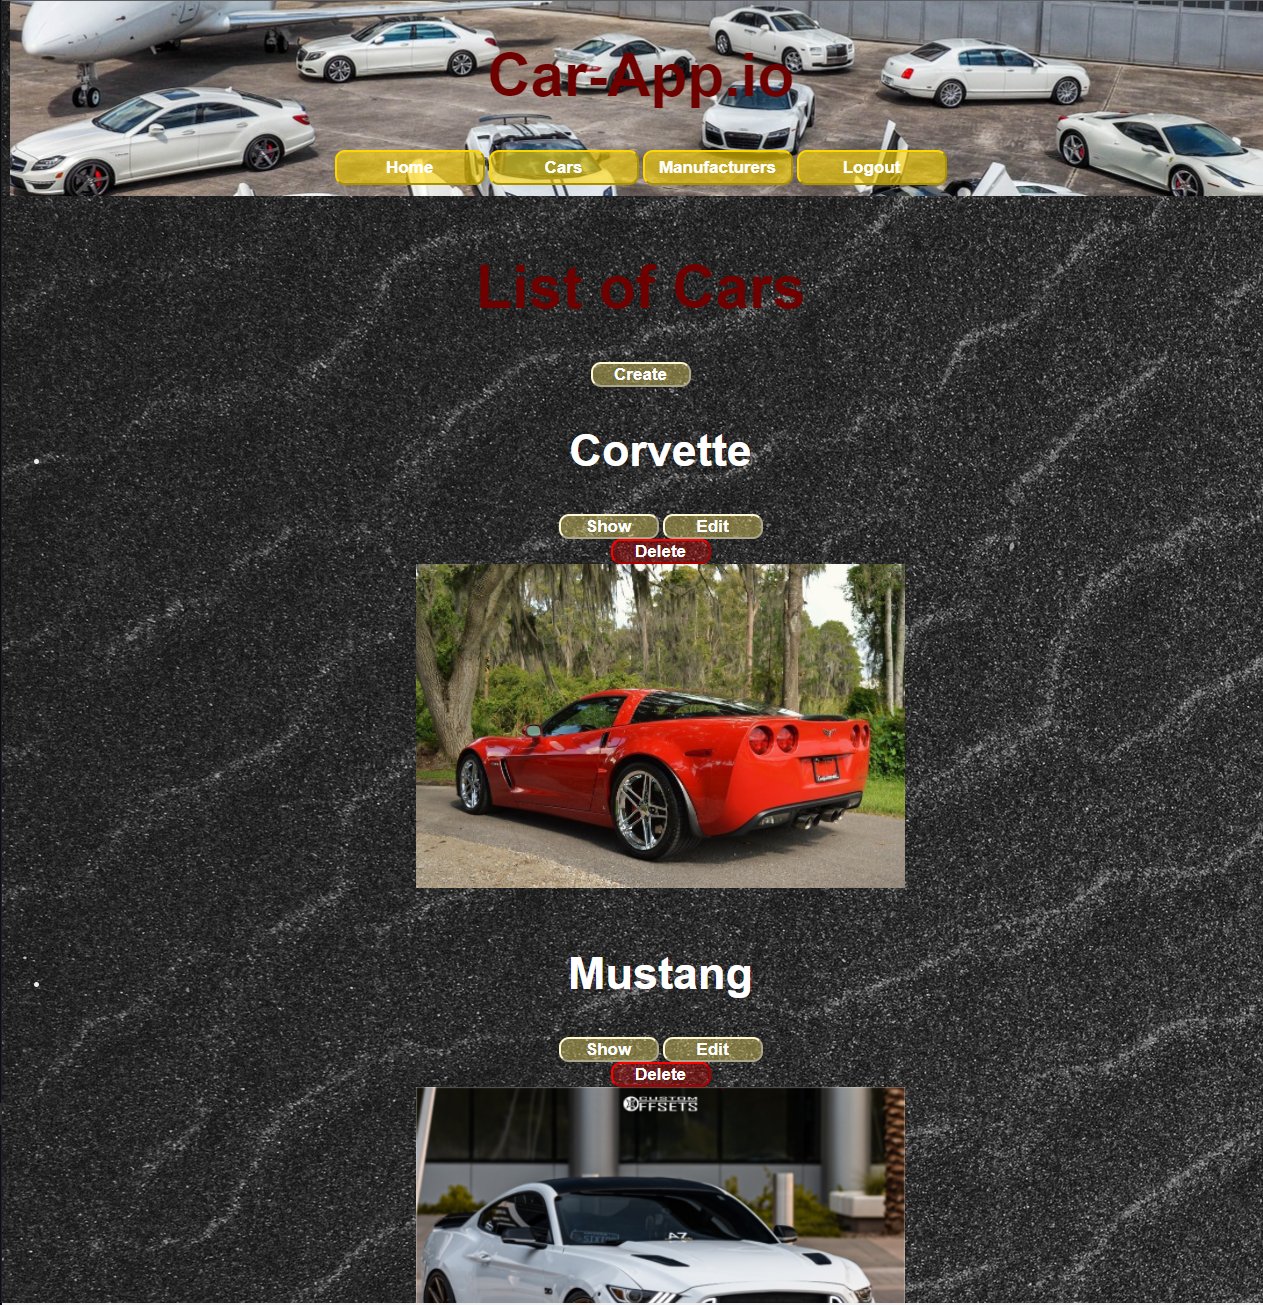 Car-App.io
Home Cars Manufacturers Logout
List of Cars
Create
Corvette
Show Edit
Delete
Mustang
Show Edit
Delete
CUSTOM
OFFSETS